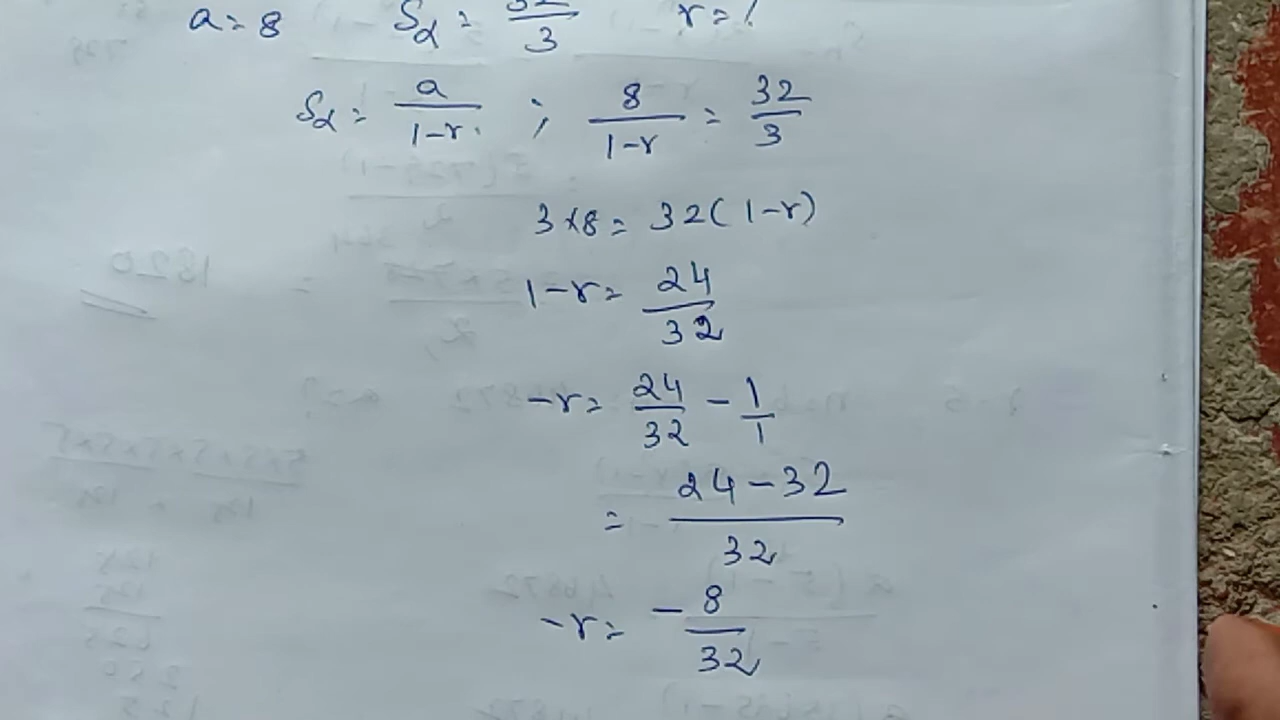 a = 8 S∝ = 32/3 r = ?
S∝ = a/1-r ; 8/1-r = 32/3
3×8 = 32(1-r)
1-r = 24/32
-r = 24/32 - 1/1
= 24-32/32
-r = -8/32